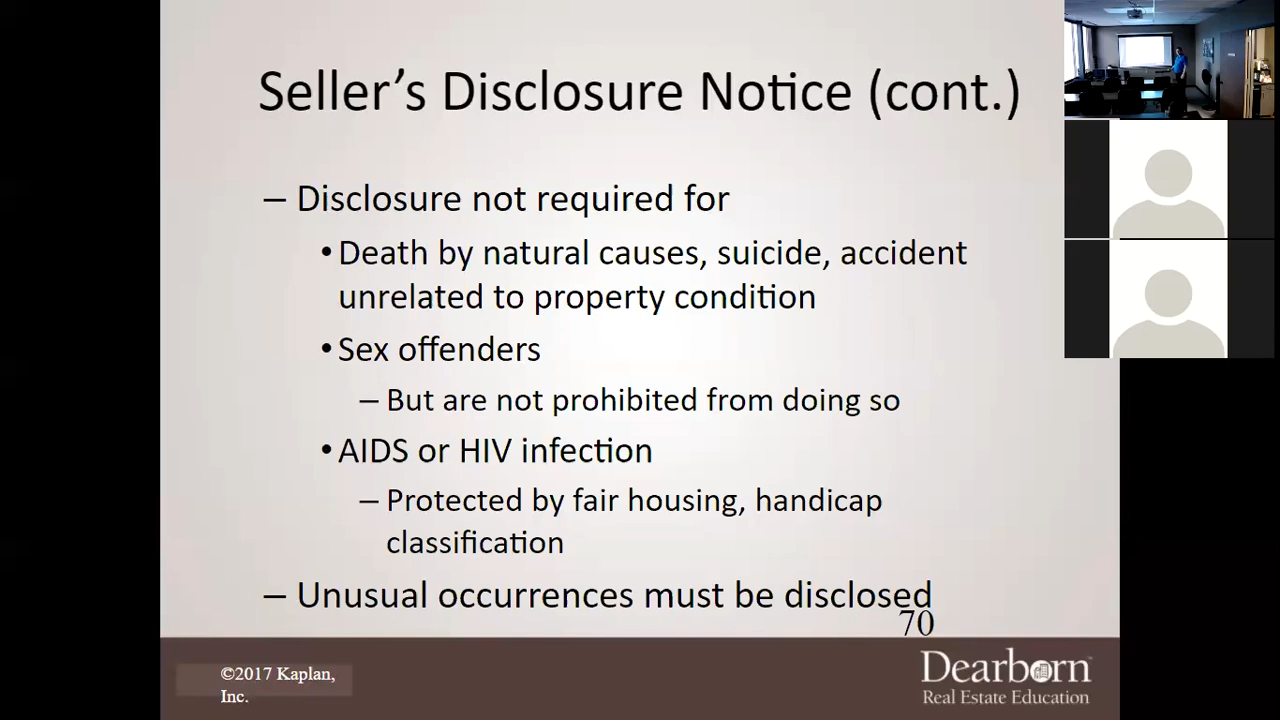 Seller's Disclosure Notice (cont.)
– Disclosure not required for
•Death by natural causes, suicide, accident
unrelated to property condition
•Sex offenders
– But are not prohibited from doing so
•AIDS or HIV infection
– Protected by fair housing, handicap
classification
– Unusual occurrences must be disclosed
70
©2017 Kaplan,
Inc.
Dearborn
Real Estate Education